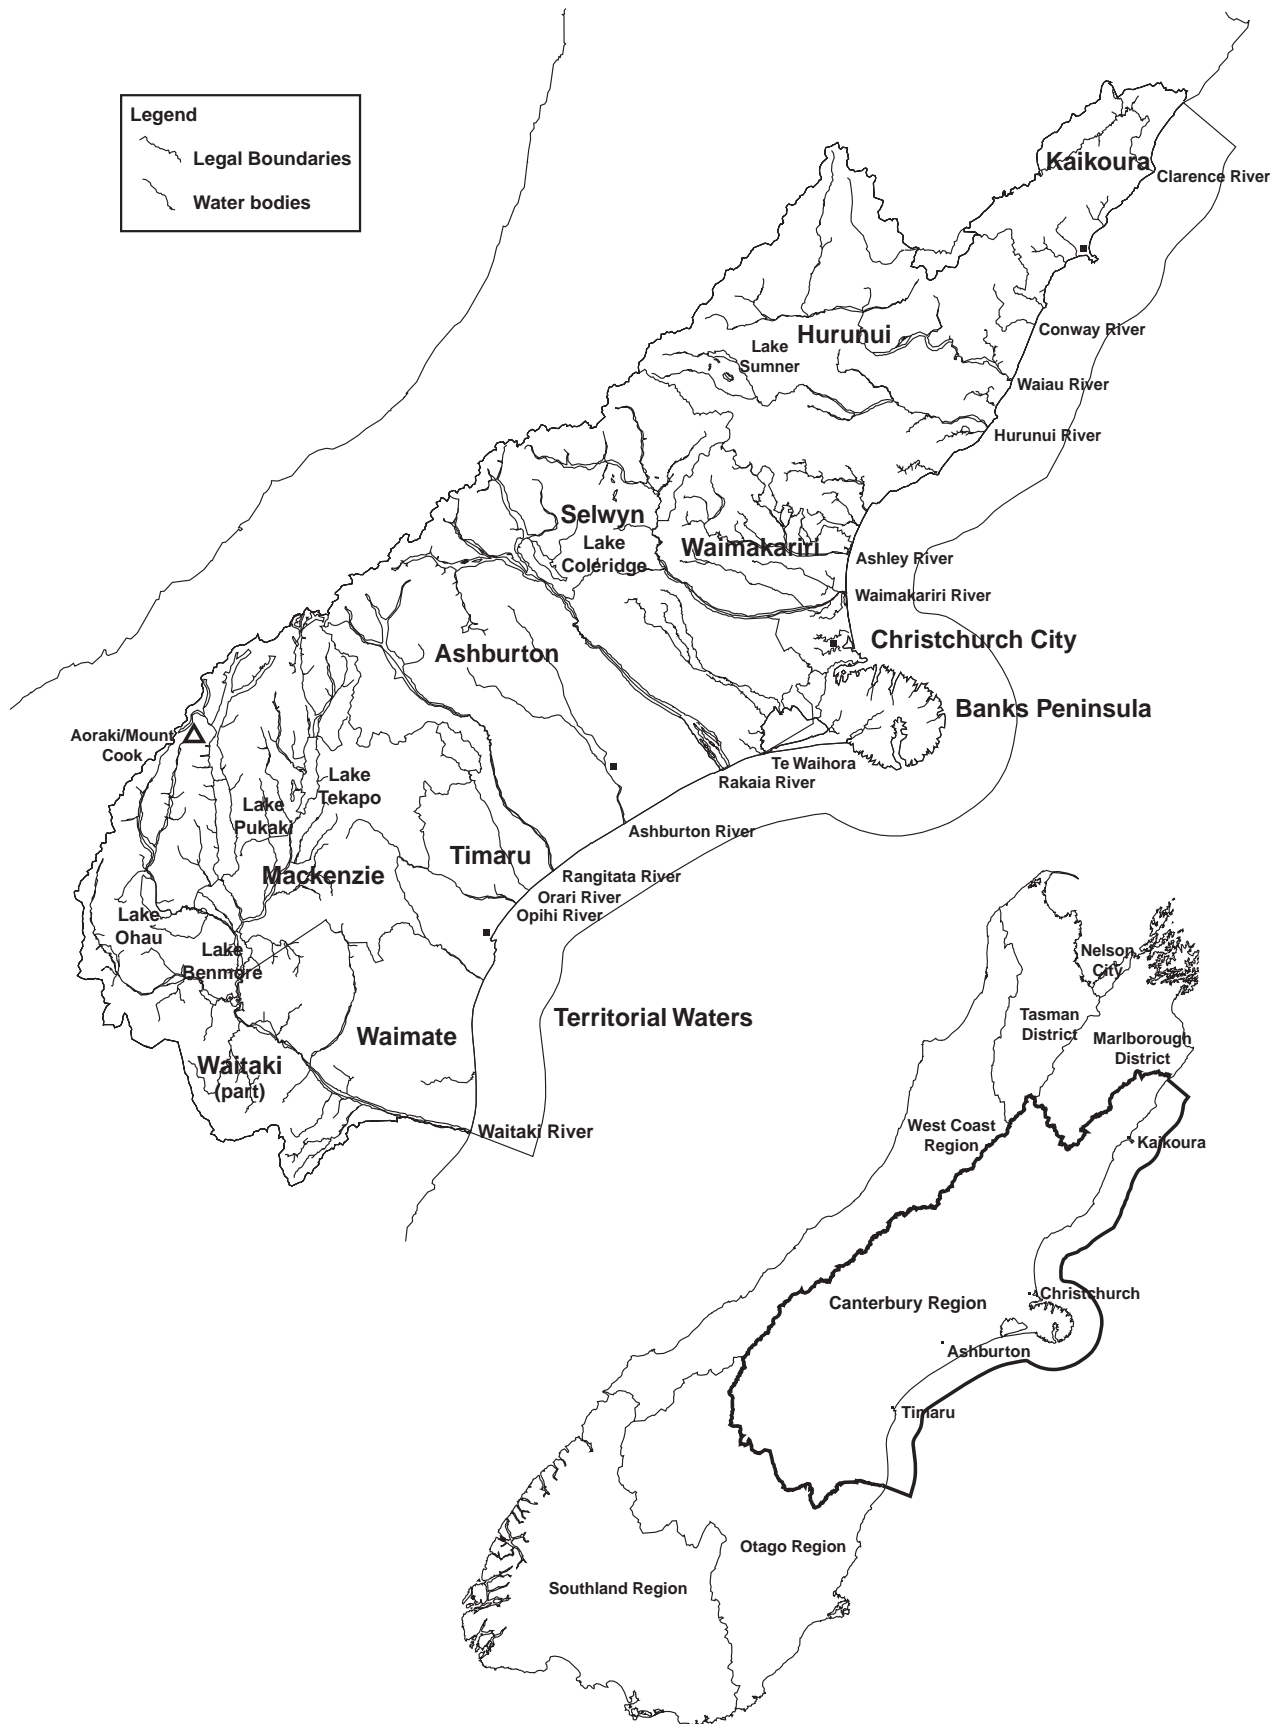 Legend
Legal Boundaries
Water bodies
Kaikoura
Clarence River
Conway River
Hurunui
Lake
Sumner
Waiau River
Hurunui River
Selwyn
Lake
Coleridge
Waimakariri
Ashley River
Waimakariri River
Christchurch City
Ashburton
Banks Peninsula
Aoraki/Mount
Cook
Te Waihora
Rakaia River
Lake
Tekapo
Lake
Pukaki
Ashburton River
Timaru
Mackenzie
Rangitata River
Orari River
Opihi River
Lake
Ohau
Lake
Benmore
Territorial Waters
Waimate
Waitaki
(part)
Waitaki River
Nelson
City
Tasman
District
Marlborough
District
West Coast
Region
Kaikoura
Canterbury Region
Christchurch
Ashburton
Timaru
Otago Region
Southland Region